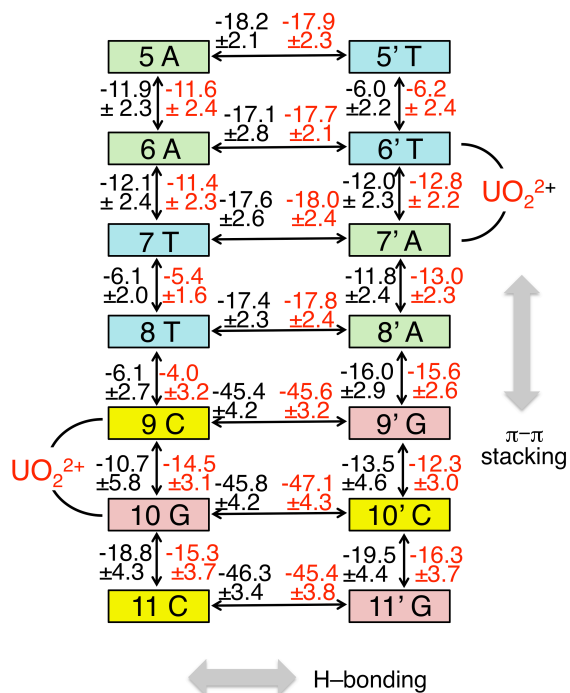 -18.2 -17.9
±2.1 ±2.3
5 A 5’ T
-11.9 -11.6 -6.0 -6.2
± 2.3 ± 2.4 ±2.2 ± 2.4
-17.1 -17.7
±2.8 ±2.1
6 A 6’ T
-12.1 -11.4 -12.0 -12.8
± 2.4 ± 2.3 ± 2.3 ± 2.2
UO₂²⁺
-17.6 -18.0
±2.6 ±2.4
7 T 7’ A
-6.1 -5.4 -11.8 -13.0
±2.0 ±1.6 ±2.4 ±2.3
-17.4 -17.8
±2.3 ±2.4
8 T 8’ A
-6.1 -4.0 -16.0 -15.6
±2.7 ±3.2 ±2.9 ±2.6
-45.4 -45.6
±4.2 ±3.2
9 C 9’ G
π–π
stacking
UO₂²⁺
-10.7 -14.5 -13.5 -12.3
±5.8 ±3.1 ±4.6 ±3.0
-45.8 -47.1
±4.2 ±4.3
10 G 10’ C
-18.8 -15.3 -19.5 -16.3
±4.3 ±3.7 ±4.4 ±3.7
-46.3 -45.4
±3.4 ±3.8
11 C 11’ G
H–bonding